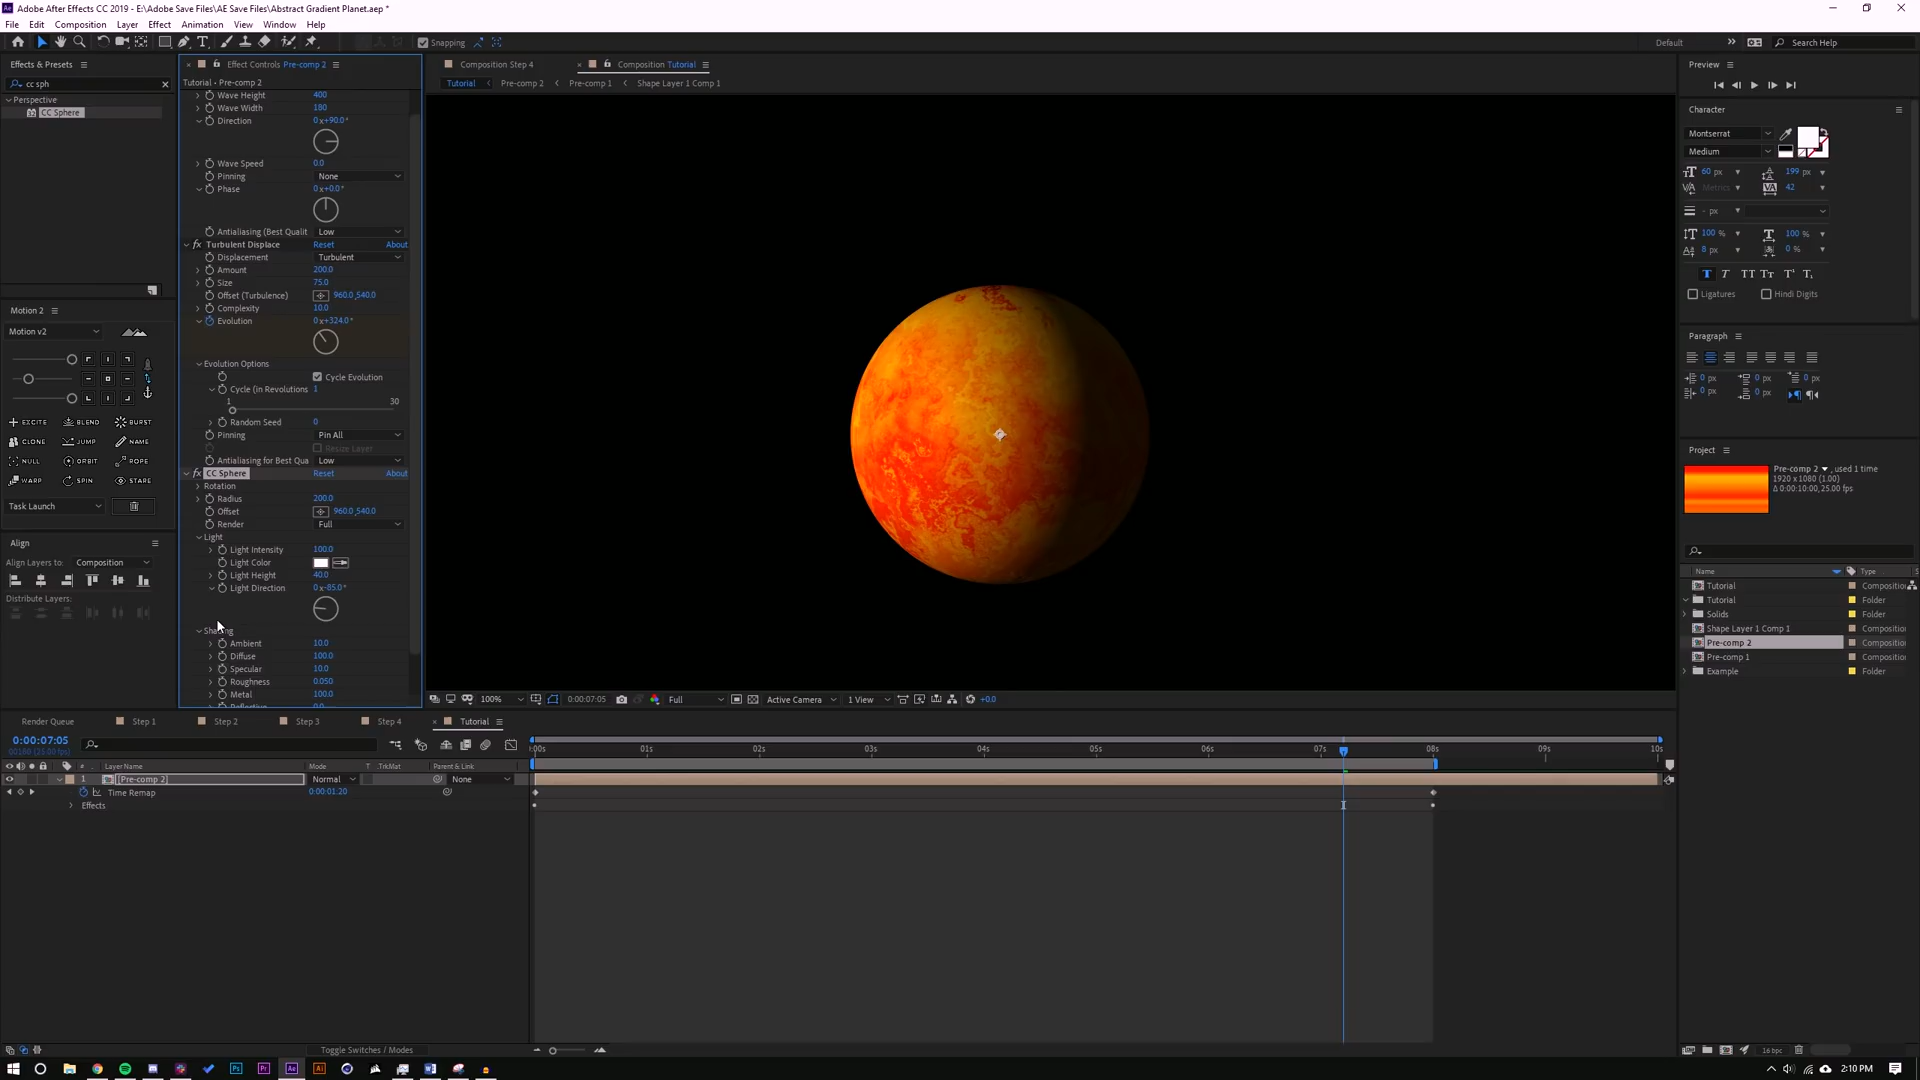 Adobe After Effects CC 2019 - E:\Adobe Save Files\AE Save Files\Abstract Gradient Planet.aep *
File Edit Composition Layer Effect Animation View Window Help
Snapping
Default
Search Help
Effects & Presets
cc sph
Perspective
CC Sphere
Motion 2
Motion v2
EXCITE BLEND BURST
CLONE JUMP NAME
NULL ORBIT ROPE
WARP SPIN STARE
Task Launch
Align
Align Layers to: Composition
Distribute Layers:
Effect Controls Pre-comp 2
Tutorial • Pre-comp 2
Wave Height 400
Wave Width 180
Direction 0x+90.0°
Wave Speed 0.0
Pinning None
Phase 0x+0.0°
Antialiasing (Best Qualit Low
fx Turbulent Displace Reset About
Displacement Turbulent
Amount 200.0
Size 75.0
Offset (Turbulence) 960.0,540.0
Complexity 10.0
Evolution 0x+324.0°
Evolution Options
Cycle Evolution
Cycle (in Revolutions 1
1 30
Random Seed 0
Pinning Pin All
Resize Layer
Antialiasing for Best Qua Low
fx CC Sphere Reset About
Rotation
Radius 200.0
Offset 960.0,540.0
Render Full
Light
Light Intensity 100.0
Light Color
Light Height 40.0
Light Direction 0x-85.0°
Shading
Ambient 10.0
Diffuse 100.0
Specular 10.0
Roughness 0.050
Metal 100.0
Reflective 0.0
Composition Step 4
Composition Tutorial
Tutorial Pre-comp 2 Pre-comp 1 Shape Layer 1 Comp 1
100% 0:00:07:05 Full Active Camera 1 View +0.0
Preview
Character
Montserrat
Medium
60 px 199 px
Metrics 42
- px
100 % 100 %
8 px 0 %
T T TT Tт T¹ T₁
Ligatures Hindi Digits
Paragraph
0 px 0 px 0 px
0 px 0 px
Project
Pre-comp 2 , used 1 time
1920 x 1080 (1.00)
Δ 0:00:10:00, 25.00 fps
Name Type
Tutorial Compositio
Tutorial Folder
Solids Folder
Shape Layer 1 Comp 1 Compositio
Pre-comp 2 Compositio
Pre-comp 1 Compositio
Example Folder
16 bpc
Render Queue Step 1 Step 2 Step 3 Step 4 Tutorial
0:00:07:05
00180 (25.00 fps)
:00s 01s 02s 03s 04s 05s 06s 07s 08s 09s 10s
# Layer Name Mode T .TrkMat Parent & Link
1 [Pre-comp 2] Normal None
Time Remap 0:00:01:20
Effects
Toggle Switches / Modes
2:10 PM